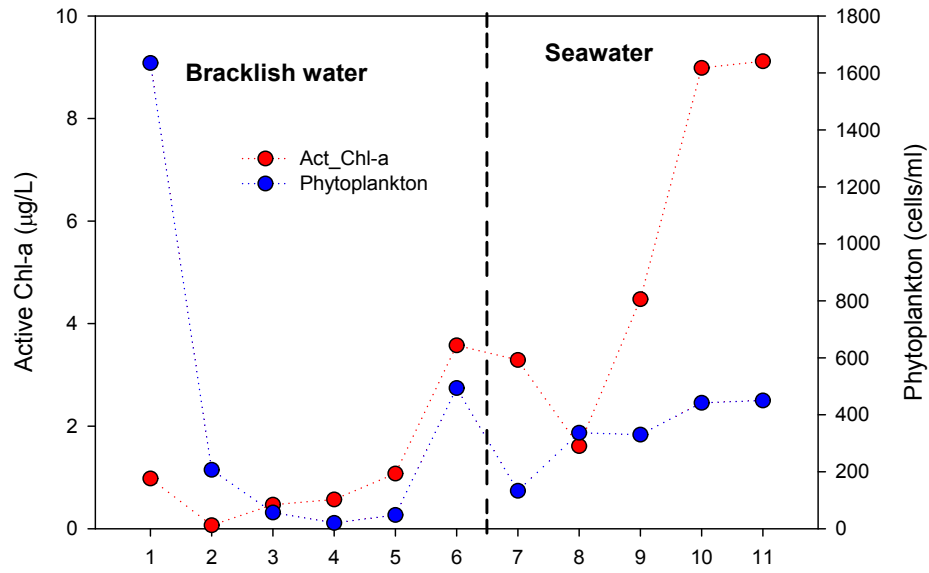 Bracklish water
Seawater
Act_Chl-a
Phytoplankton
Active Chl-a (μg/L)
10
8
6
4
2
0
Phytoplankton (cells/ml)
1800
1600
1400
1200
1000
800
600
400
200
0
1 2 3 4 5 6 7 8 9 10 11